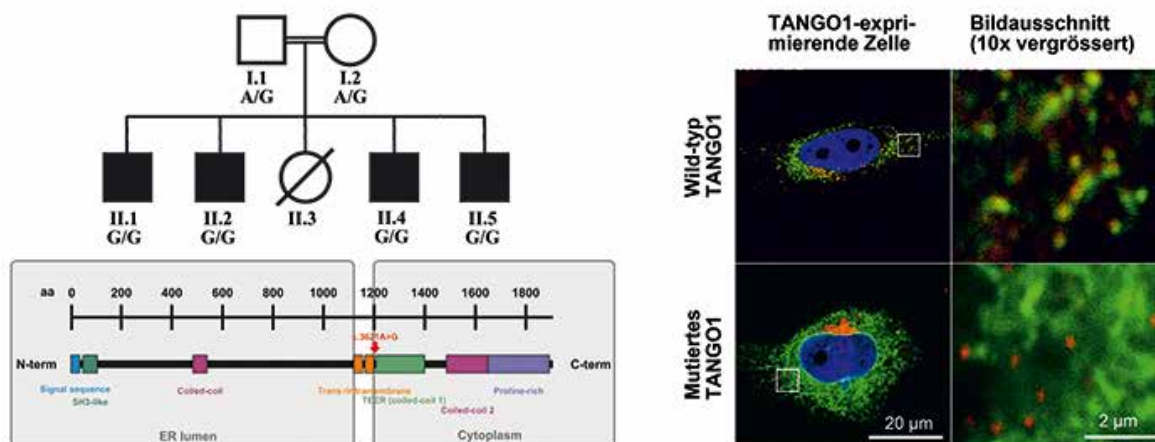 I.1
A/G
I.2
A/G
II.1
G/G
II.2
G/G
II.3
II.4
G/G
II.5
G/G
aa 0 200 400 600 800 1000 1200 1400 1600 1800
c.3621A>G
N-term
C-term
Signal sequence
SH3-like
Coiled-coil
Trans-/intramembrane
TEER (coiled-coil 1)
Coiled-coil 2
Proline-rich
ER lumen
Cytoplasm
TANGO1-expri-
mierende Zelle
Bildausschnitt
(10x vergrössert)
Wild-typ
TANGO1
Mutiertes
TANGO1
20 µm
2 µm